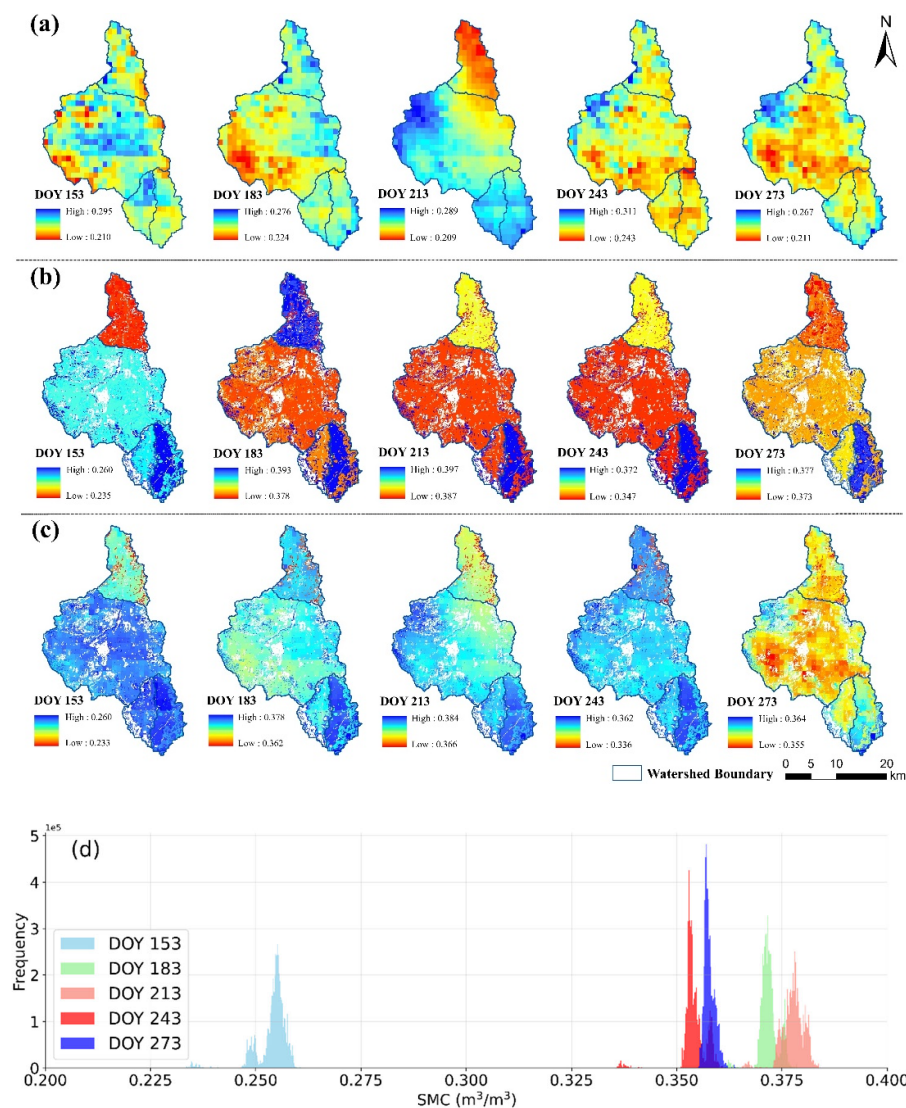 (a)
N
DOY 153
High : 0.295
Low : 0.210
DOY 183
High : 0.276
Low : 0.224
DOY 213
High : 0.289
Low : 0.209
DOY 243
High : 0.311
Low : 0.243
DOY 273
High : 0.267
Low : 0.211
(b)
DOY 153
High : 0.260
Low : 0.235
DOY 183
High : 0.393
Low : 0.378
DOY 213
High : 0.397
Low : 0.387
DOY 243
High : 0.372
Low : 0.347
DOY 273
High : 0.377
Low : 0.373
(c)
DOY 153
High : 0.260
Low : 0.233
DOY 183
High : 0.378
Low : 0.362
DOY 213
High : 0.384
Low : 0.366
DOY 243
High : 0.362
Low : 0.336
DOY 273
High : 0.364
Low : 0.355
Watershed Boundary
0 5 10 20
km
1e5
(d)
5
4
3
2
1
0
Frequency
DOY 153
DOY 183
DOY 213
DOY 243
DOY 273
0.200 0.225 0.250 0.275 0.300 0.325 0.350 0.375 0.400
SMC (m³/m³)